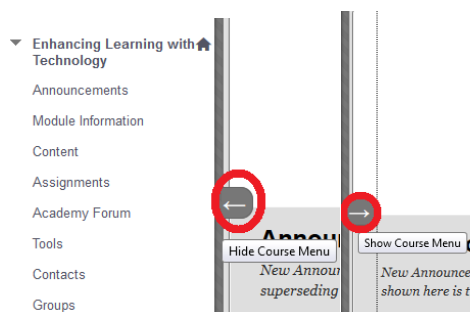 Enhancing Learning with
Technology
Announcements
Module Information
Content
Assignments
Academy Forum
Tools
Contacts
Groups
←
Hide Course Menu
New Announ
superseding
→
Show Course Menu
New Announce
shown here is t